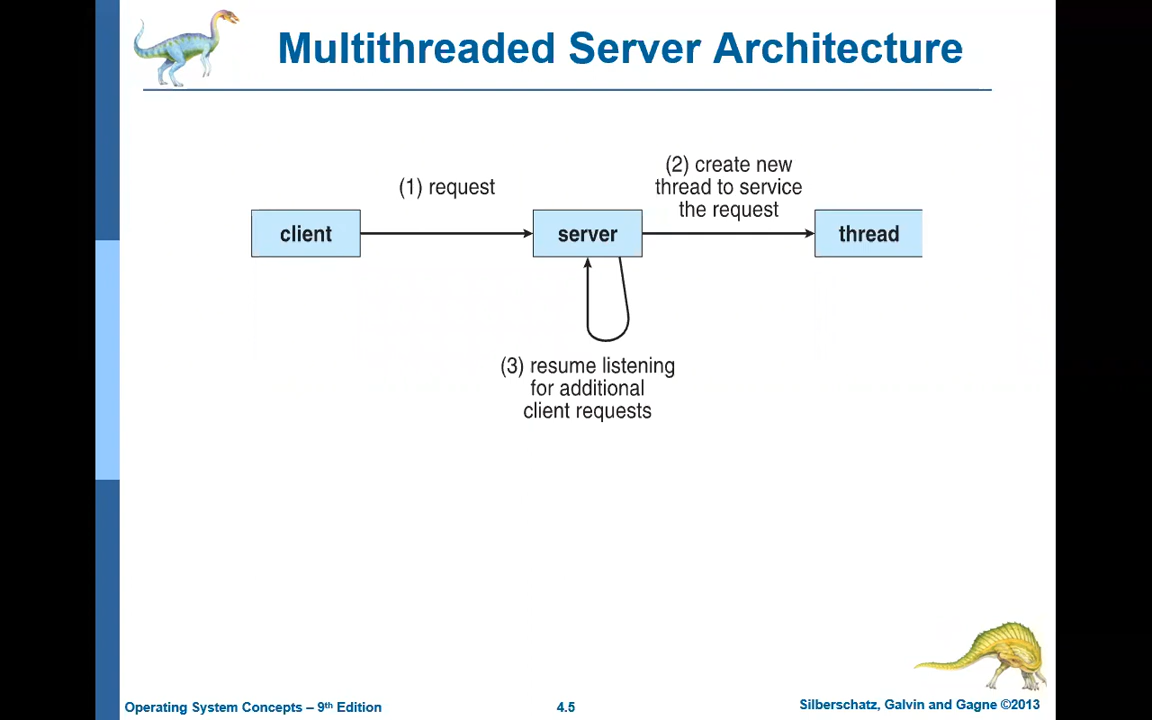 Multithreaded Server Architecture
(1) request
(2) create new
thread to service
the request
client
server
thread
(3) resume listening
for additional
client requests
Operating System Concepts – 9th Edition
4.5
Silberschatz, Galvin and Gagne ©2013